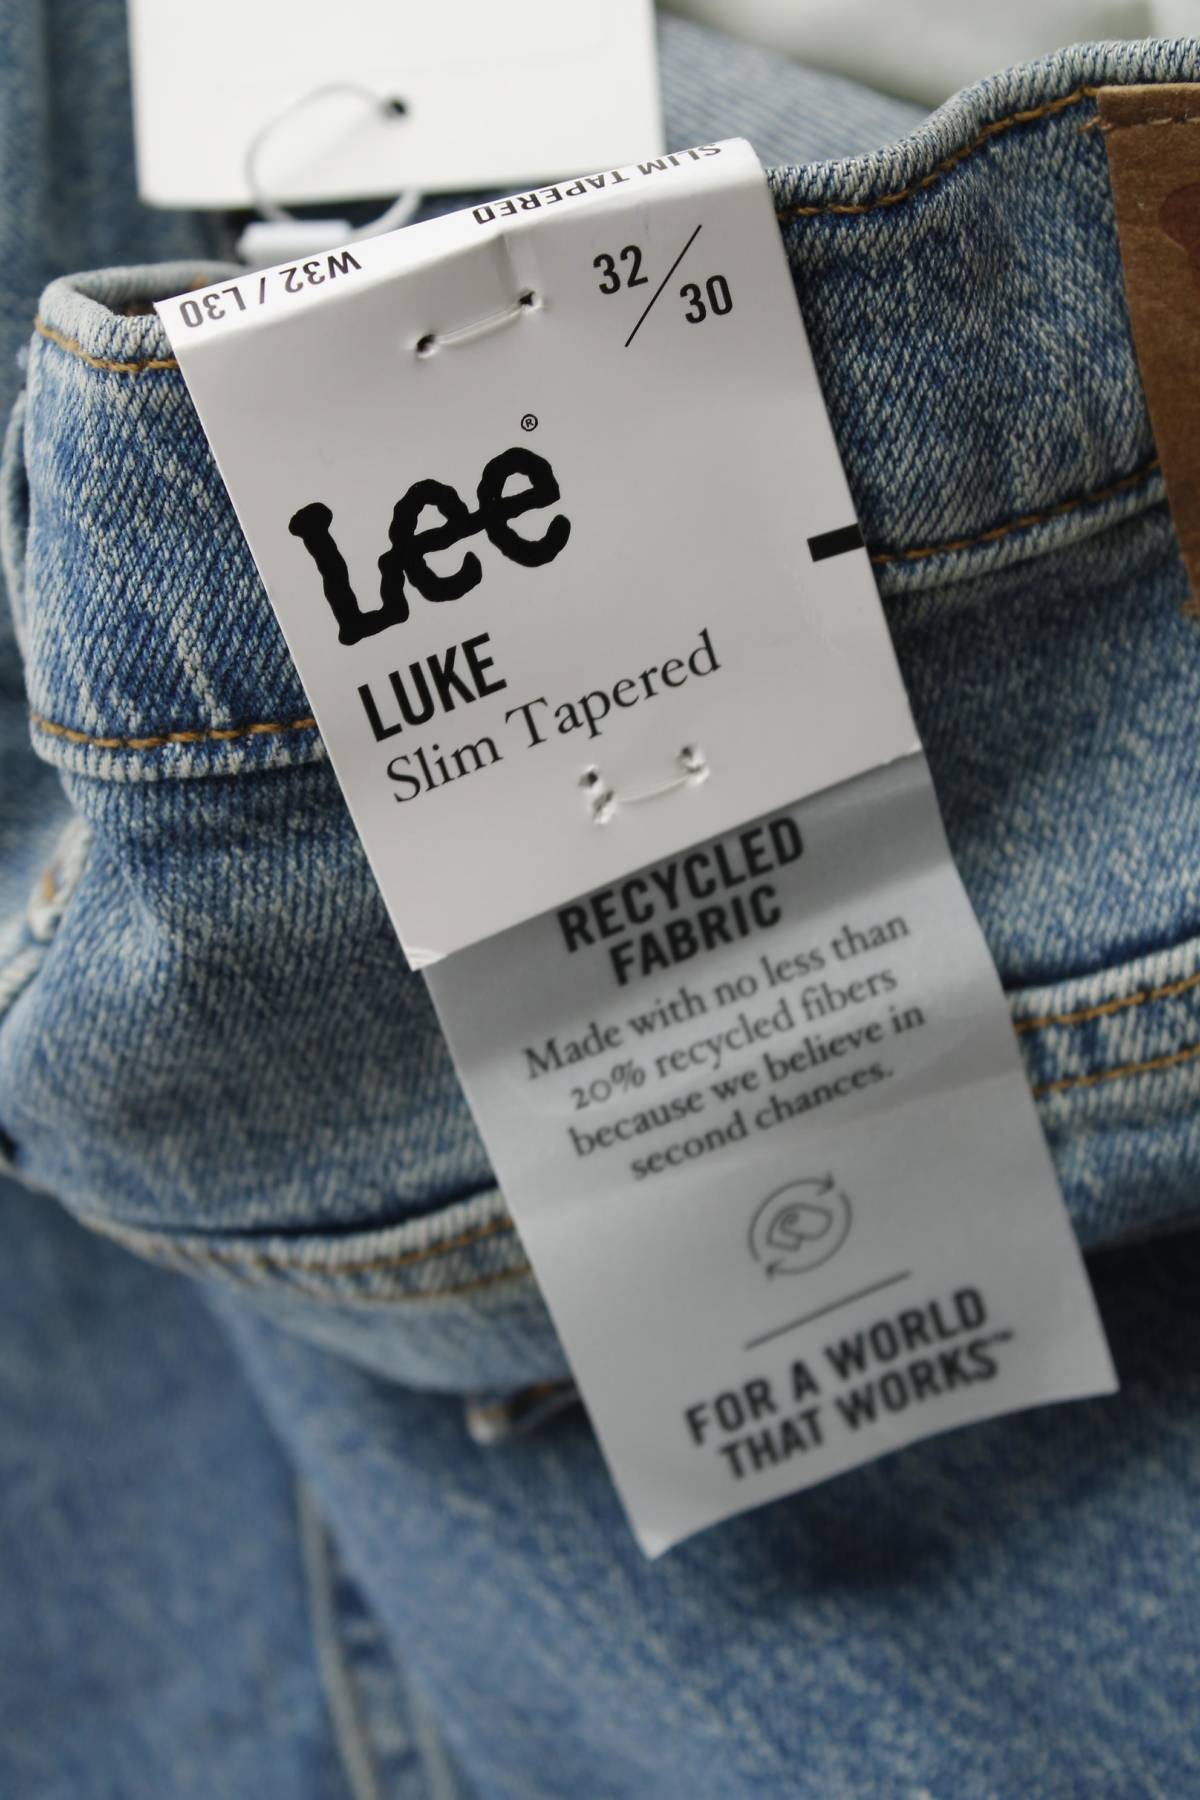 SLIM TAPERED
W32 / L30
32/30
Lee®
LUKE
Slim Tapered
RECYCLED
FABRIC
Made with no less than
20% recycled fibers
because we believe in
second chances.
FOR A WORLD
THAT WORKS™